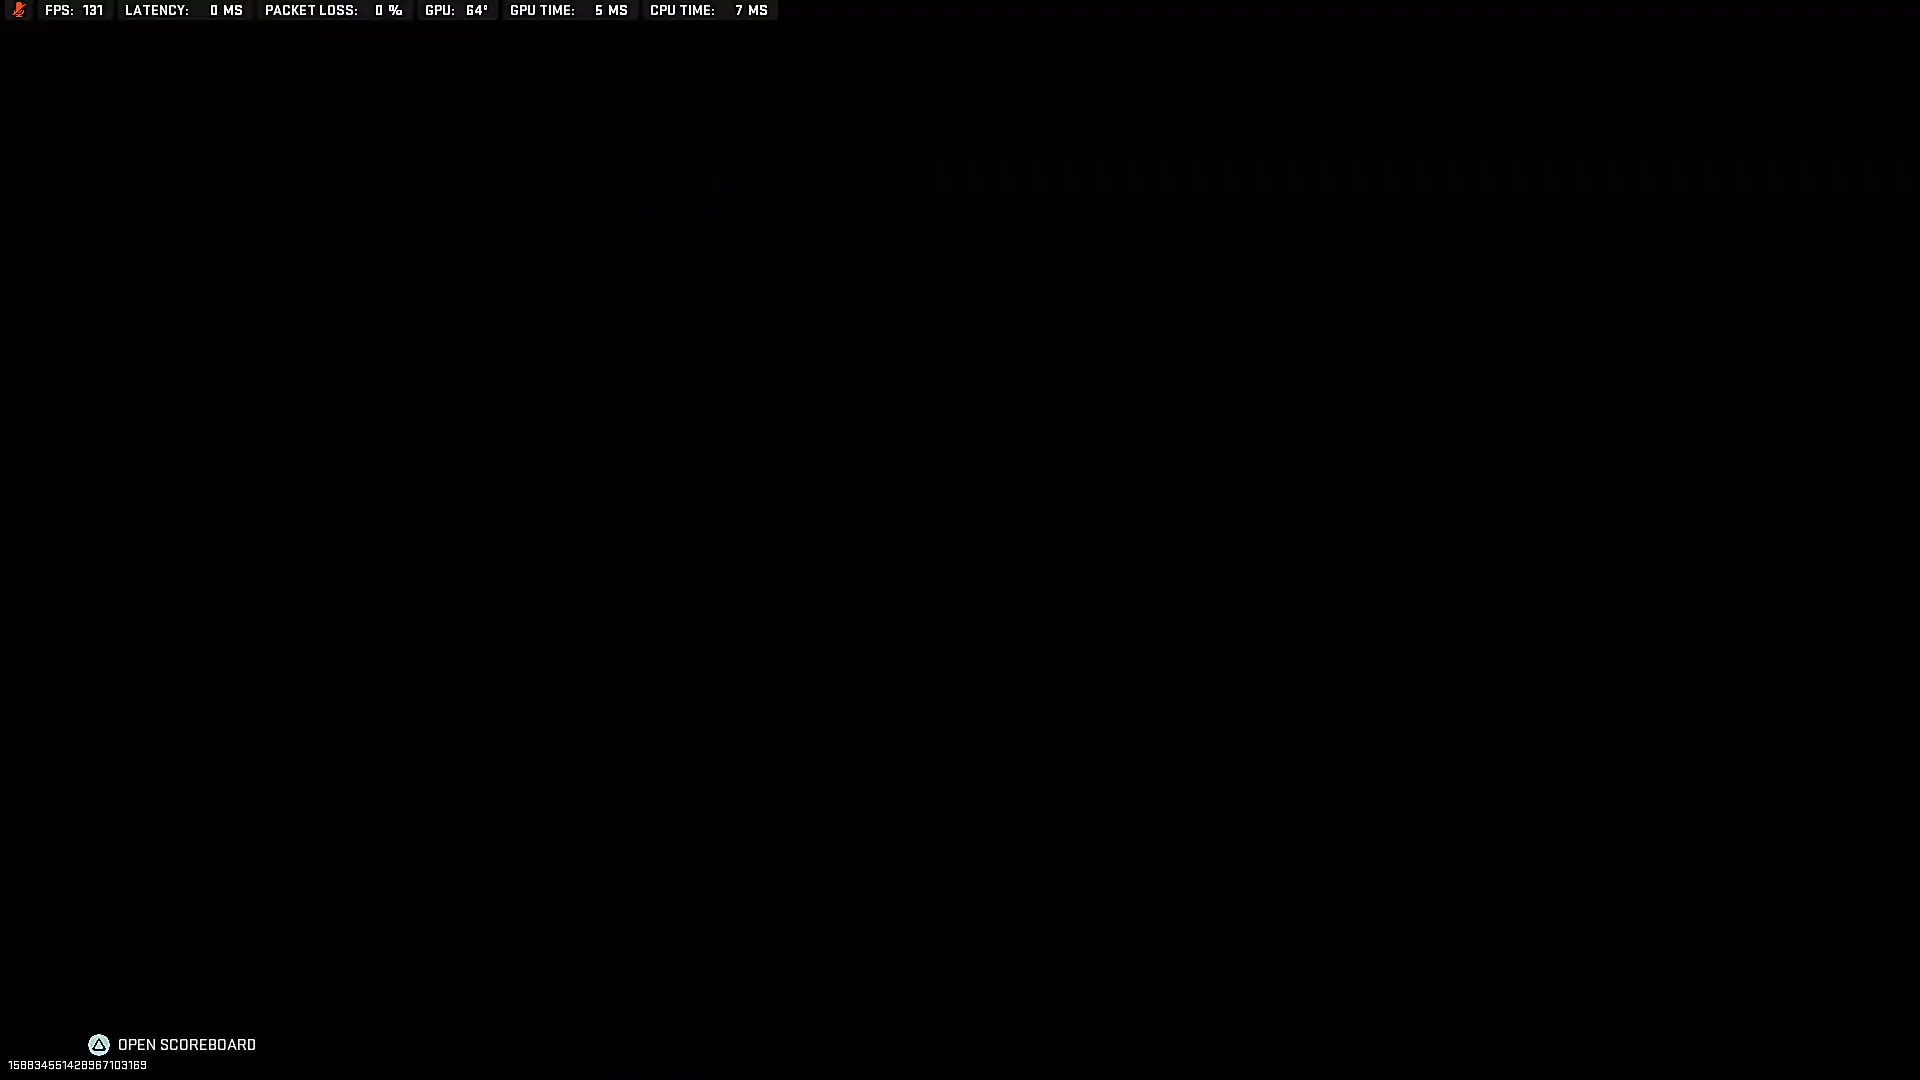 FPS: 131 LATENCY: 0 MS PACKET LOSS: 0 % GPU: 64° GPU TIME: 5 MS CPU TIME: 7 MS
OPEN SCOREBOARD
158834551428967103169